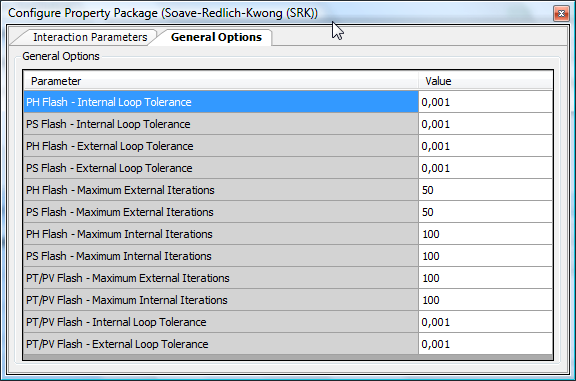 Configure Property Package (Soave-Redlich-Kwong (SRK))
Interaction Parameters General Options
General Options
Parameter Value
PH Flash - Internal Loop Tolerance 0,001
PS Flash - Internal Loop Tolerance 0,001
PH Flash - External Loop Tolerance 0,001
PS Flash - External Loop Tolerance 0,001
PH Flash - Maximum External Iterations 50
PS Flash - Maximum External Iterations 50
PH Flash - Maximum Internal Iterations 100
PS Flash - Maximum Internal Iterations 100
PT/PV Flash - Maximum External Iterations 100
PT/PV Flash - Maximum Internal Iterations 100
PT/PV Flash - Internal Loop Tolerance 0,001
PT/PV Flash - External Loop Tolerance 0,001